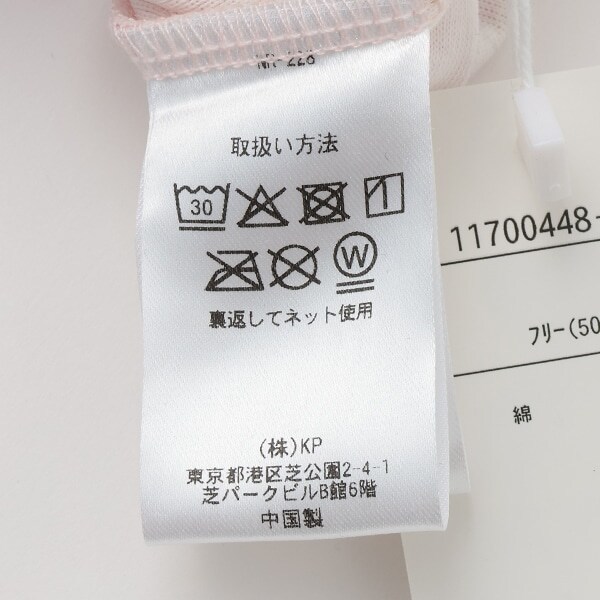 取扱い方法
30
W
裏返してネット使用
(株)KP
東京都港区芝公園2-4-1
芝パークビルB館6階
中国製
11700448-
フリー(50
綿